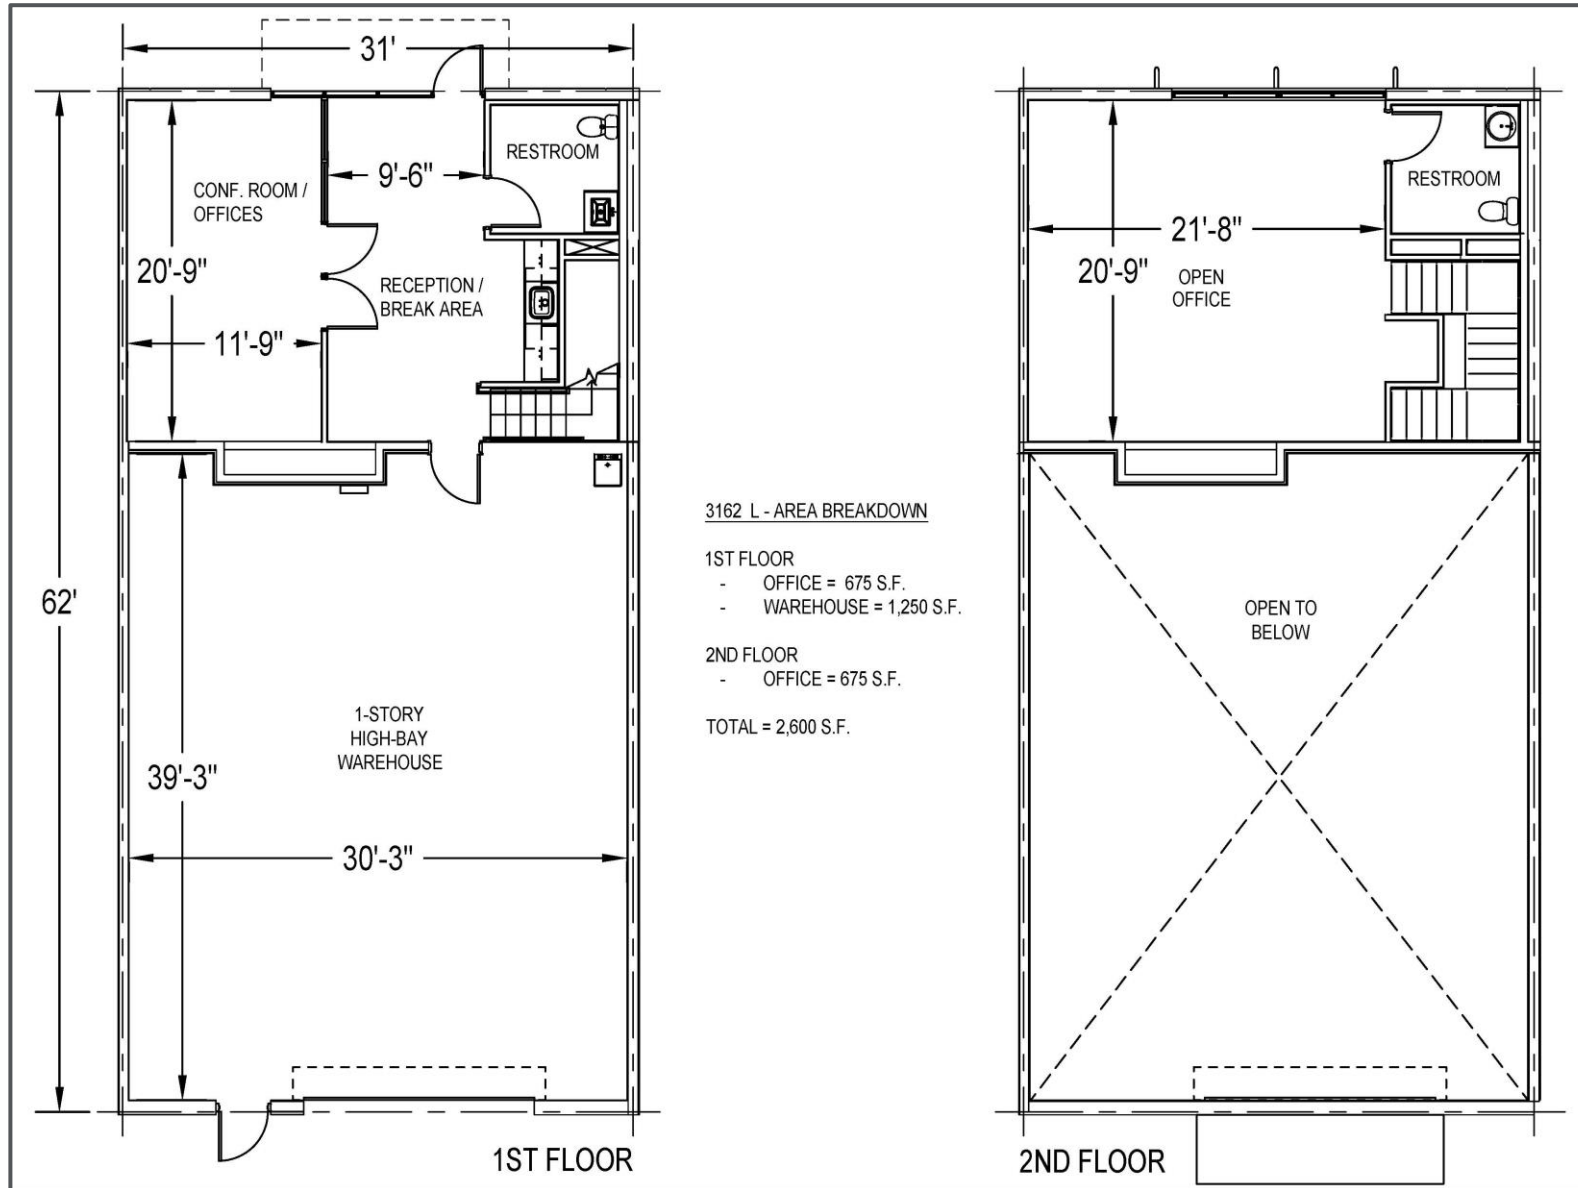 31'
RESTROOM
9'-6"
CONF. ROOM /
OFFICES
20'-9"
RECEPTION /
BREAK AREA
11'-9"
62'
1-STORY
HIGH-BAY
WAREHOUSE
39'-3"
30'-3"
1ST FLOOR
3162 L - AREA BREAKDOWN
1ST FLOOR
- OFFICE = 675 S.F.
- WAREHOUSE = 1,250 S.F.
2ND FLOOR
- OFFICE = 675 S.F.
TOTAL = 2,600 S.F.
RESTROOM
21'-8"
20'-9"
OPEN
OFFICE
OPEN TO
BELOW
2ND FLOOR